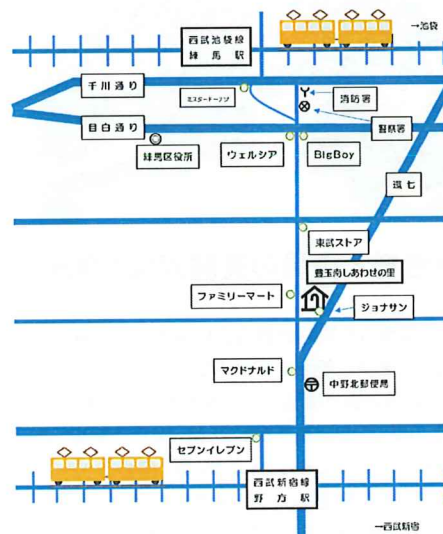 →池袋
西武池袋線
練馬駅
千川通り
ミスタードーナツ
消防署
目白通り
警察署
練馬区役所
ウェルシア
BigBoy
環七
東武ストア
豊玉南しあわせの里
ファミリーマート
ジョナサン
マクドナルド
中野北郵便局
セブンイレブン
西武新宿線
野方駅
→西武新宿